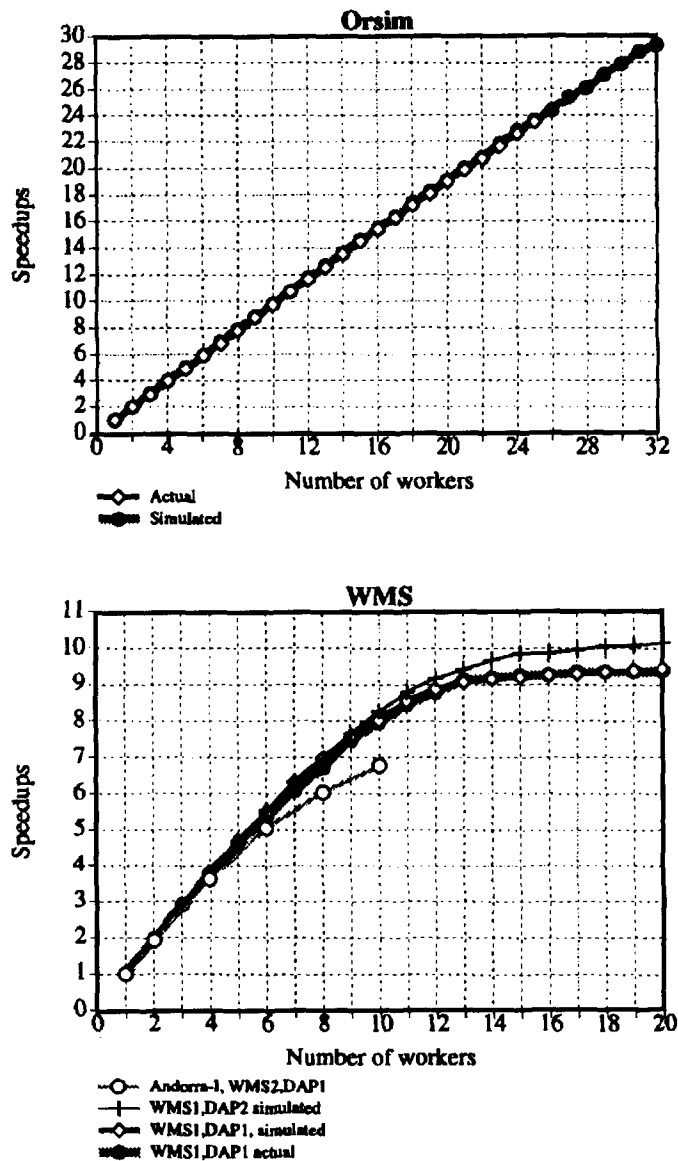 Orsim
30
28
26
24
22
20
18
16
14
12
10
8
6
4
2
0
Speedups
0 4 8 12 16 20 24 28 32
Number of workers
Actual
Simulated
WMS
11
10
9
8
7
6
5
4
3
2
1
0
Speedups
0 2 4 6 8 10 12 14 16 18 20
Number of workers
Andorra-I, WMS2,DAP1
WMS1,DAP2 simulated
WMS1,DAP1, simulated
WMS1,DAP1 actual